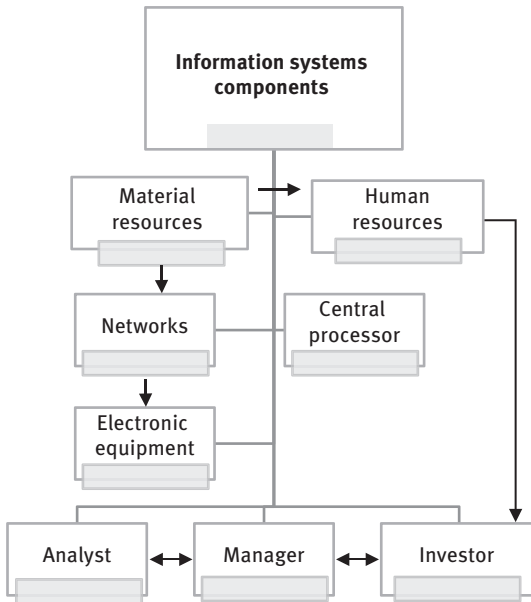 Information systems
components
Material
resources
Human
resources
Networks
Central
processor
Electronic
equipment
Analyst
Manager
Investor